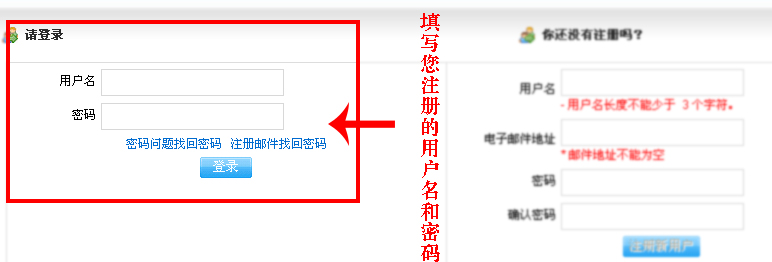 请登录
用户名
密码
密码问题找回密码 注册邮件找回密码
登录
填写您注册的用户名和密码
你还没有注册吗？
用户名
- 用户名长度不能少于 3 个字符。
电子邮件地址
* 邮件地址不能为空
密码
确认密码
注册新用户